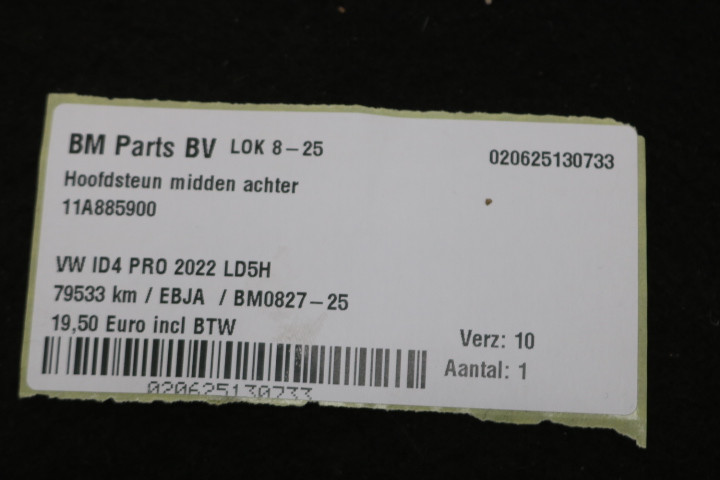 BM Parts BV LOK 8-25
020625130733
Hoofdsteun midden achter
11A885900
VW ID4 PRO 2022 LD5H
79533 km / EBJA / BM0827-25
19,50 Euro incl BTW
Verz: 10
Aantal: 1
020625130733